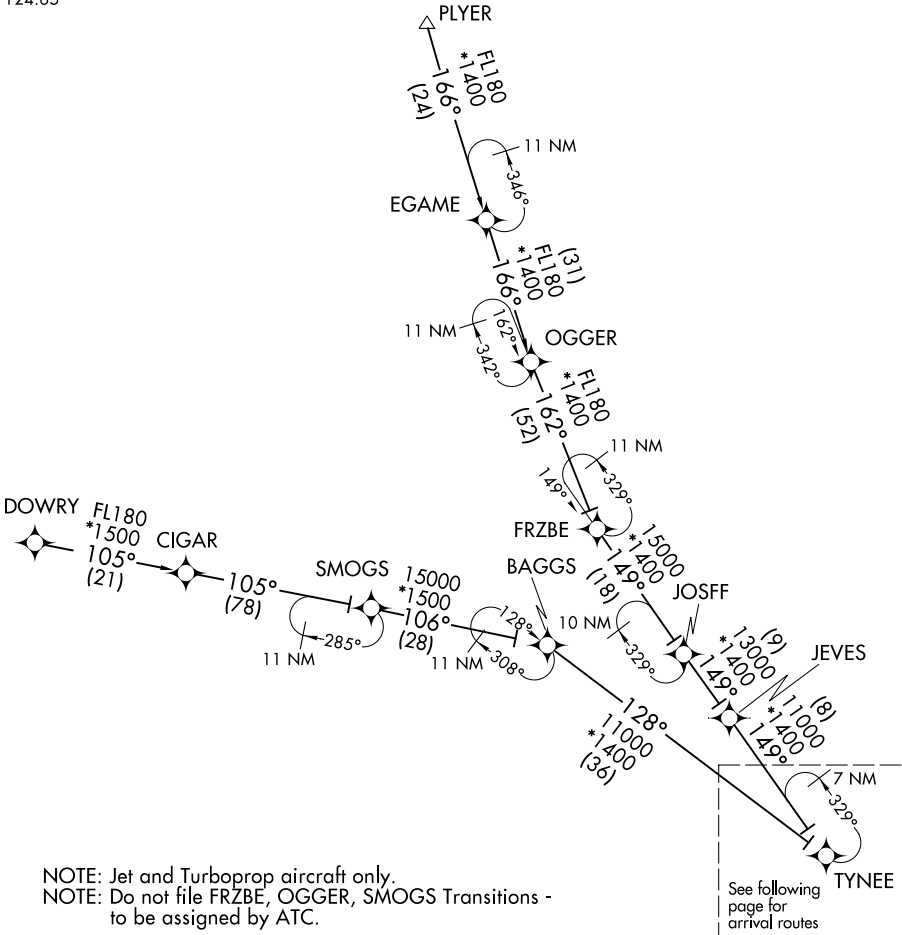 124.85
PLYER
FL180
*1400
166°
(24)
11 NM
346°
EGAME
(31)
FL180
*1400
166°
11 NM
162°
342°
OGGER
FL180
*1400
162°
(52)
11 NM
149°
329°
FRZBE
DOWRY
FL180
*1500
105°
(21)
CIGAR
105°
(78)
SMOGS
15000
*1500
106°
(28)
285°
11 NM
BAGGS
128°
308°
11 NM
15000
*1400
149°
(18)
JOSFF
10 NM
329°
(9)
13000
*1400
149°
JEVES
(8)
11000
*1400
149°
128°
11000
*1400
(36)
7 NM
329°
TYNEE
See following
page for
arrival routes
NOTE: Jet and Turboprop aircraft only.
NOTE: Do not file FRZBE, OGGER, SMOGS Transitions -
to be assigned by ATC.